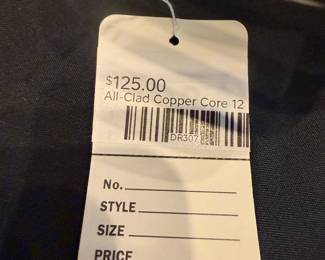 $125.00
All-Clad Copper Core 12
DR307
No.
STYLE
SIZE
PRICE